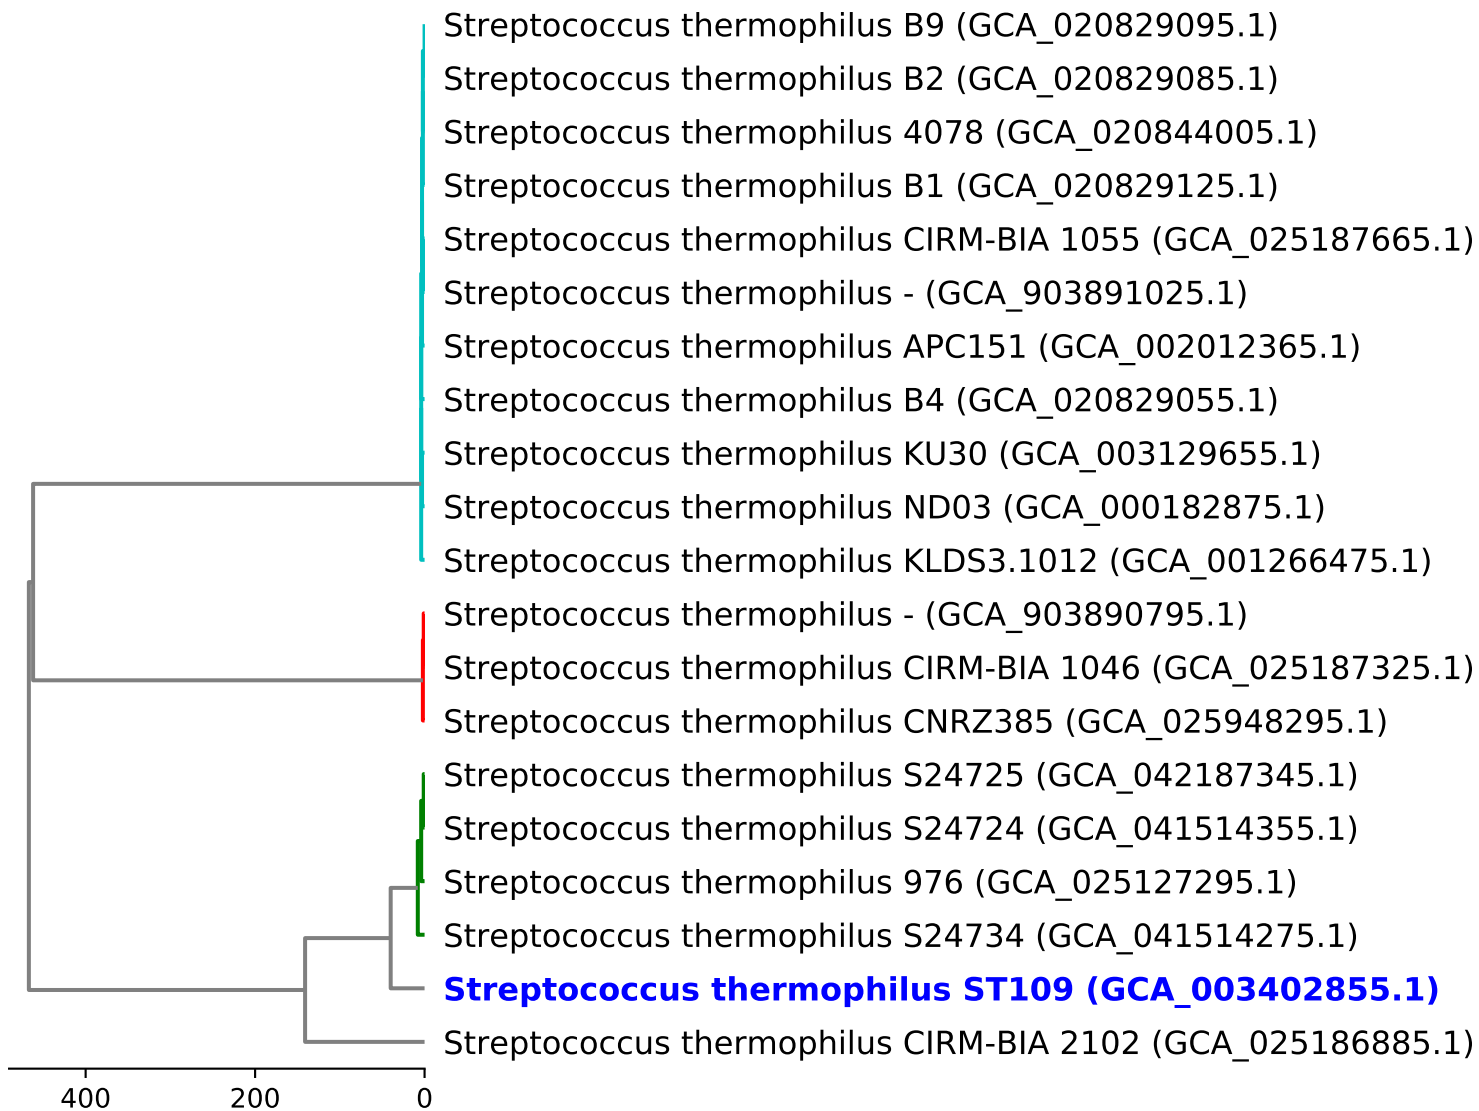 Streptococcus thermophilus B9 (GCA_020829095.1)
Streptococcus thermophilus B2 (GCA_020829085.1)
Streptococcus thermophilus 4078 (GCA_020844005.1)
Streptococcus thermophilus B1 (GCA_020829125.1)
Streptococcus thermophilus CIRM-BIA 1055 (GCA_025187665.1)
Streptococcus thermophilus - (GCA_903891025.1)
Streptococcus thermophilus APC151 (GCA_002012365.1)
Streptococcus thermophilus B4 (GCA_020829055.1)
Streptococcus thermophilus KU30 (GCA_003129655.1)
Streptococcus thermophilus ND03 (GCA_000182875.1)
Streptococcus thermophilus KLDS3.1012 (GCA_001266475.1)
Streptococcus thermophilus - (GCA_903890795.1)
Streptococcus thermophilus CIRM-BIA 1046 (GCA_025187325.1)
Streptococcus thermophilus CNRZ385 (GCA_025948295.1)
Streptococcus thermophilus S24725 (GCA_042187345.1)
Streptococcus thermophilus S24724 (GCA_041514355.1)
Streptococcus thermophilus 976 (GCA_025127295.1)
Streptococcus thermophilus S24734 (GCA_041514275.1)
Streptococcus thermophilus ST109 (GCA_003402855.1)
Streptococcus thermophilus CIRM-BIA 2102 (GCA_025186885.1)
400 200 0